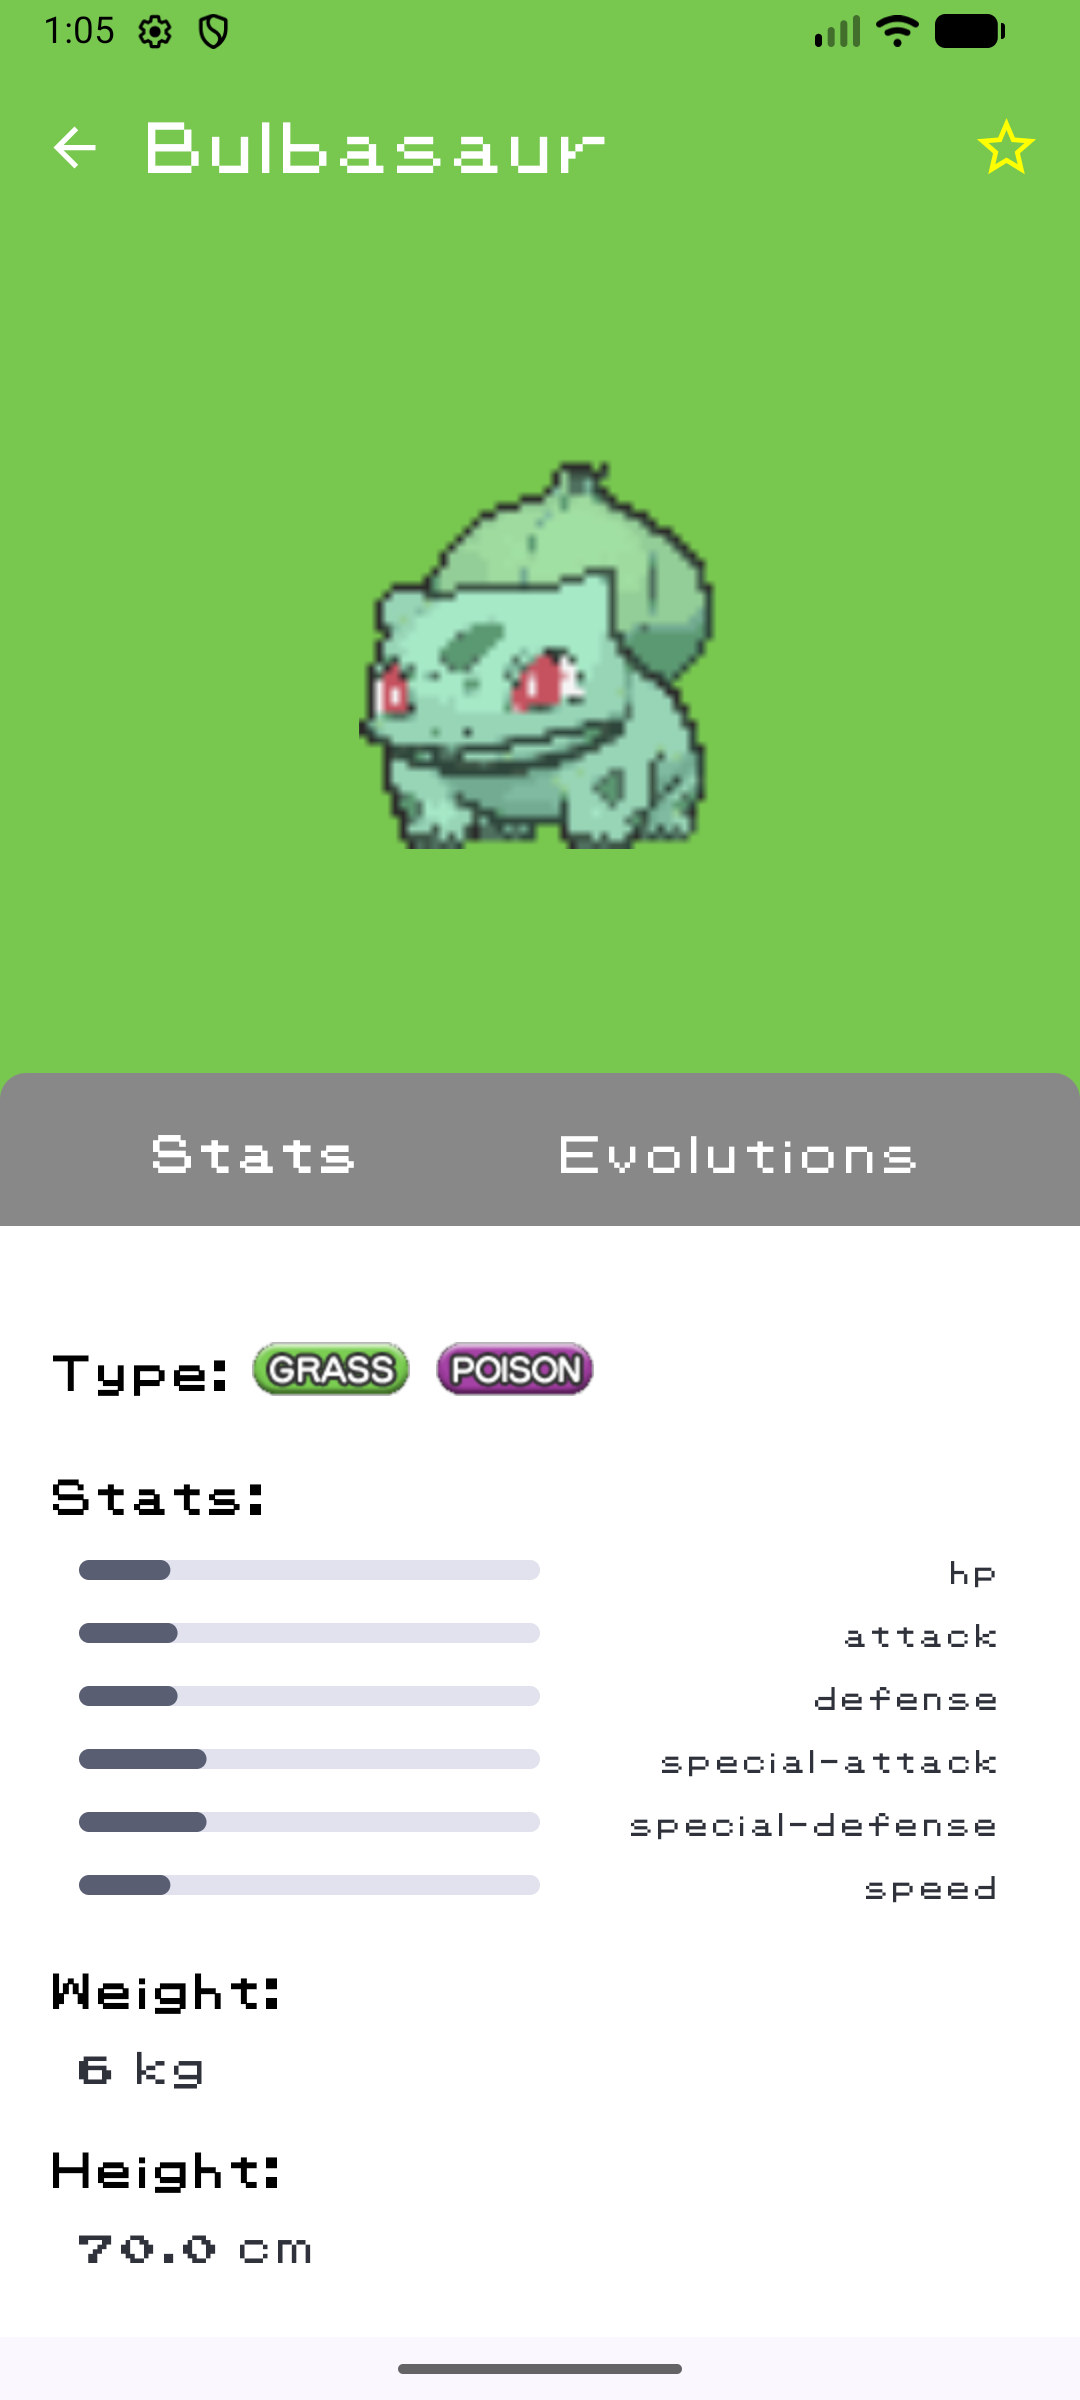 1:05
Bulbasaur
Stats Evolutions
Type: GRASS POISON
Stats:
hp
attack
defense
special-attack
special-defense
speed
Weight:
6 kg
Height:
70.0 cm